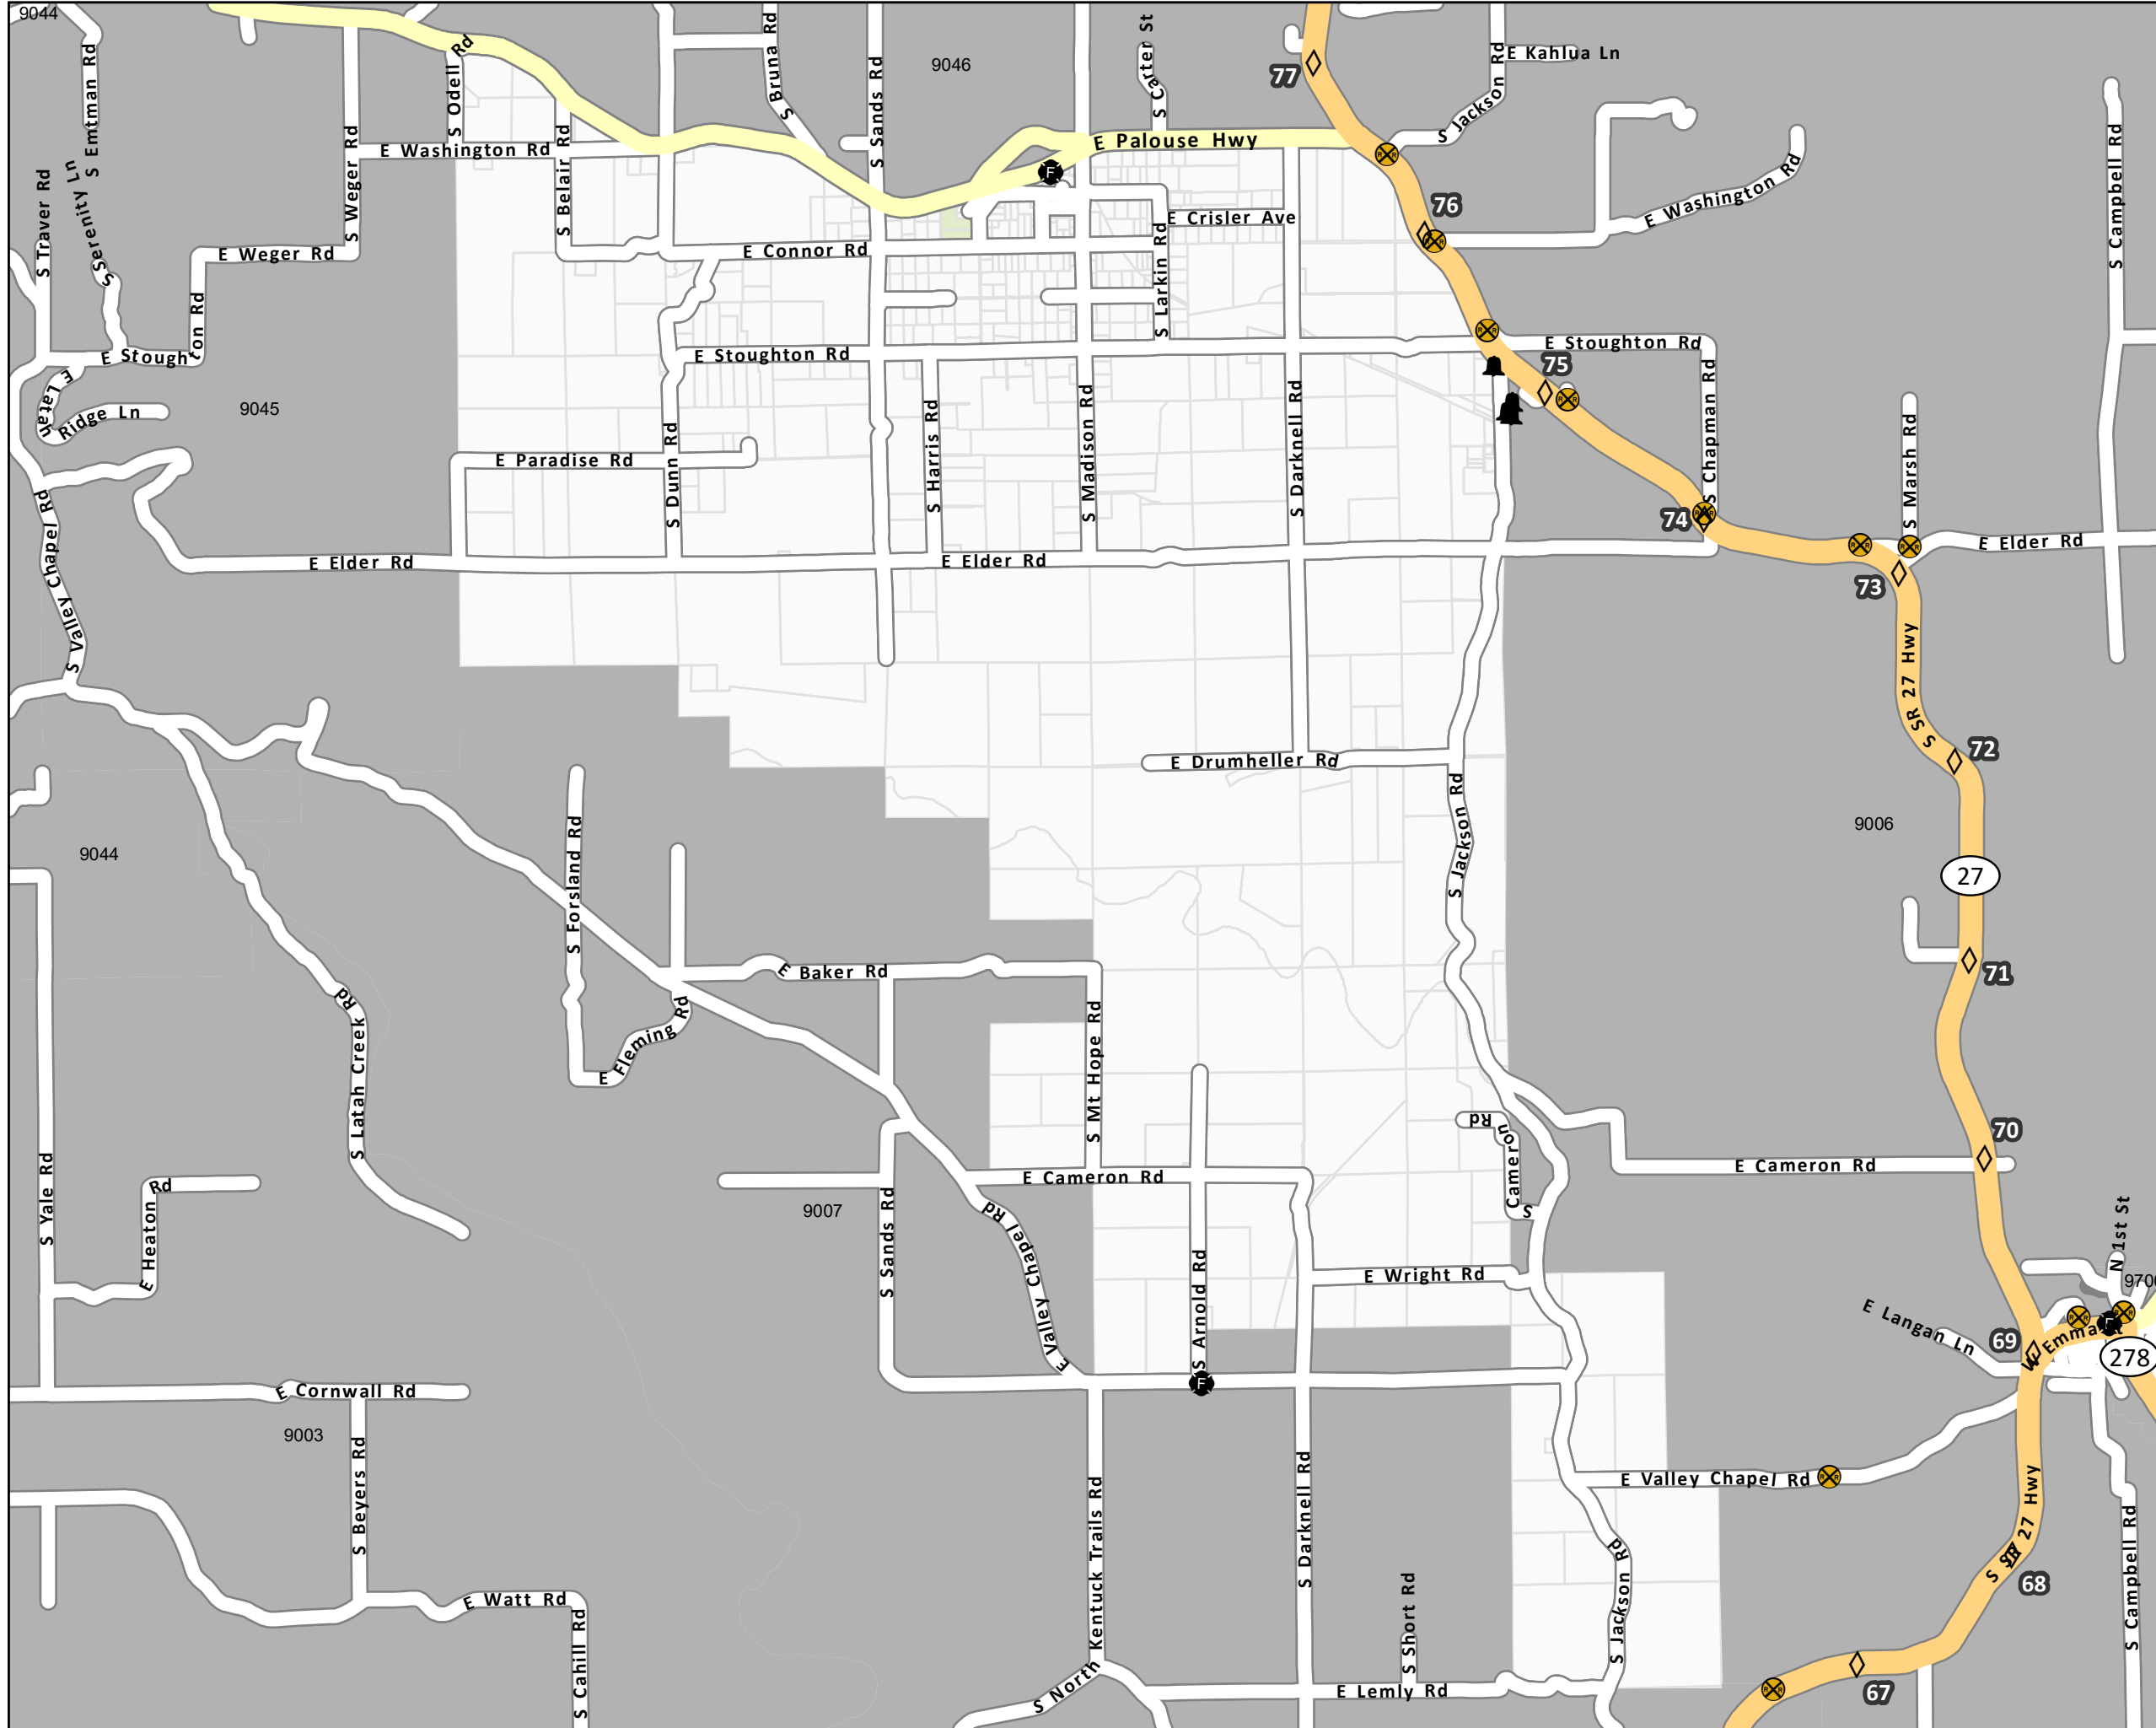 9044
S Emtman Rd
Rd
S Odell
S Bruna Rd
S Sands Rd
9046
S Carter St
77
S Jackson Rd
E Kahlua Ln
E Palouse Hwy
S Weger Rd
E Washington Rd
S Belair Rd
S Traver Rd
S Serenity Ln
E Weger Rd
E Connor Rd
E Crisler Ave
S Larkin Rd
76
E Washington Rd
S Campbell Rd
E Stoughton Rd
E Stoughton Rd
E Stoughton Rd
75
E Latah
Ridge Ln
9045
S Dunn Rd
S Harris Rd
S Madison Rd
S Darknell Rd
S Chapman Rd
S Marsh Rd
E Paradise Rd
74
E Elder Rd
E Elder Rd
E Elder Rd
73
S Valley Chapel Rd
S SR 27 Hwy
72
E Drumheller Rd
S Jackson Rd
9006
9044
27
S Forsland Rd
E Baker Rd
71
S Latah Creek Rd
E Fleming Rd
S Mt Hope Rd
70
S Cameron Rd
E Cameron Rd
E Cameron Rd
S Yale Rd
E Heaton Rd
9007
S Sands Rd
E Valley Chapel Rd
S Arnold Rd
E Wright Rd
N 1st St
E Langan Ln
69
W Emma St
278
E Cornwall Rd
9003
S Beyers Rd
E Valley Chapel Rd
S SR 27 Hwy
68
S Campbell Rd
S Jackson Rd
S Darknell Rd
S North Kentuck Trails Rd
S Short Rd
E Watt Rd
S Cahill Rd
E Lemly Rd
67